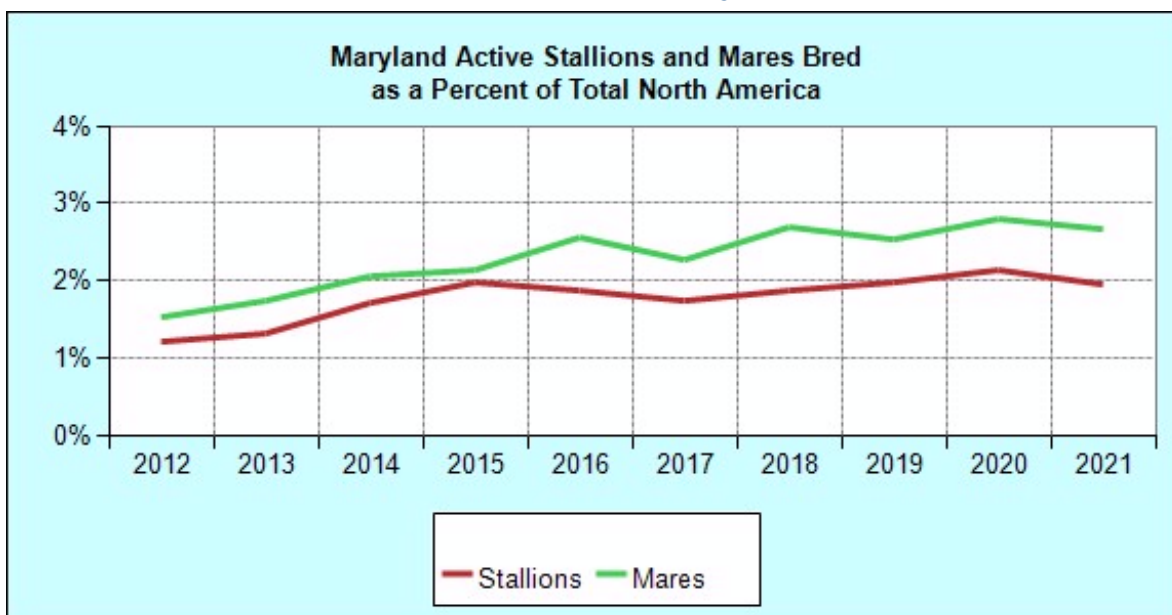 Maryland Active Stallions and Mares Bred
as a Percent of Total North America
4%
3%
2%
1%
0%
2012 2013 2014 2015 2016 2017 2018 2019 2020 2021
Stallions Mares